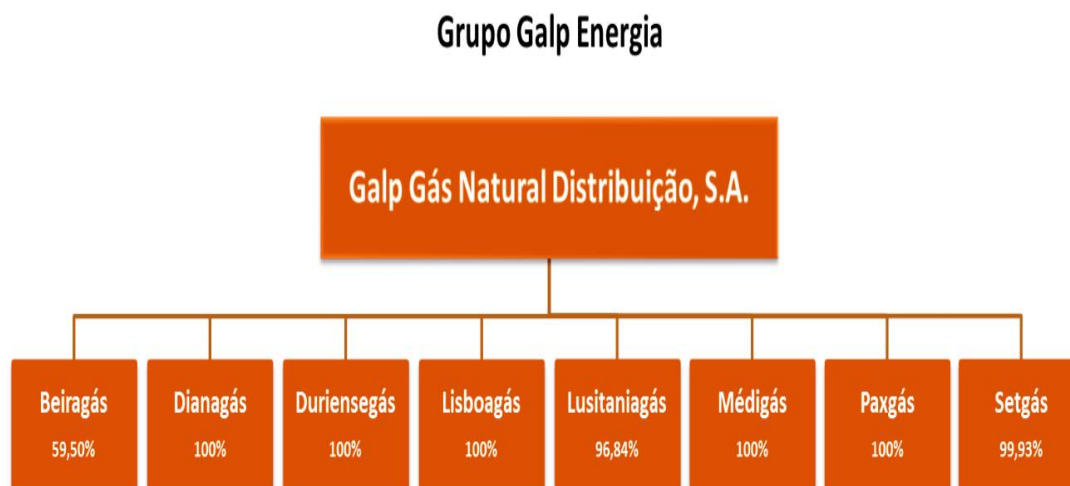 Grupo Galp Energia
Galp Gás Natural Distribuição, S.A.
Beiragás
59,50%
Dianagás
100%
Duriensegás
100%
Lisboagás
100%
Lusitaniagás
96,84%
Médigás
100%
Paxgás
100%
Setgás
99,93%